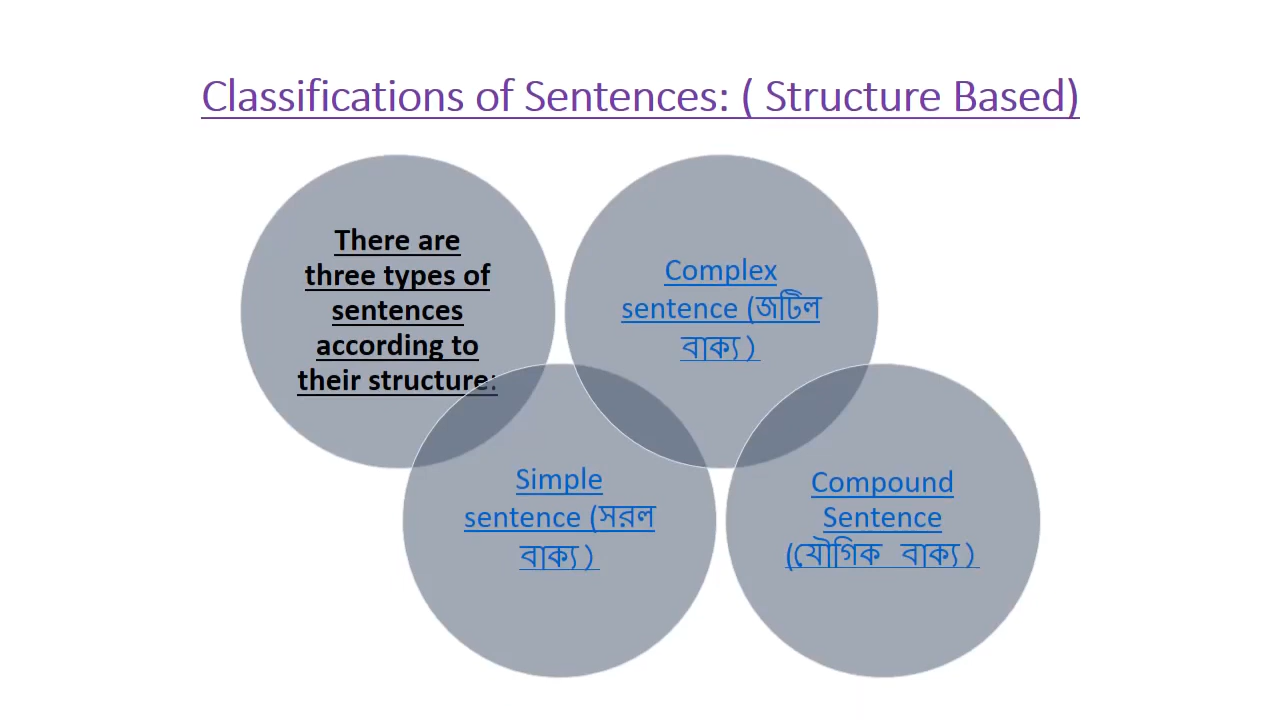 Classifications of Sentences: ( Structure Based)
There are
three types of
sentences
according to
their structure:
Simple
sentence (সরল
বাক্য )
Complex
sentence (জটিল
বাক্য )
Compound
Sentence
(যৌগিক বাক্য )